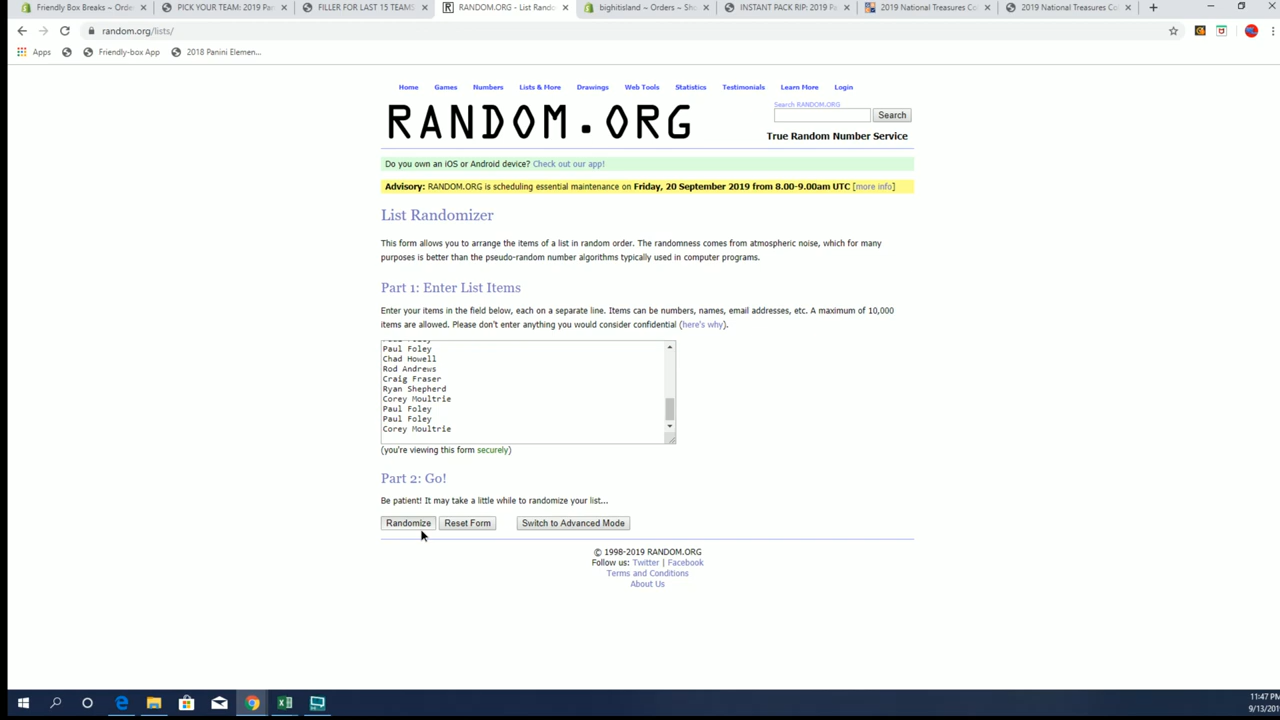 Friendly Box Breaks ~ Orde
PICK YOUR TEAM: 2019 Pan
FILLER FOR LAST 15 TEAMS
RANDOM.ORG - List Rando
bighitisland ~ Orders ~ Sho
INSTANT PACK RIP: 2019 Pa
2019 National Treasures Co
2019 National Treasures Co
random.org/lists/
Apps
Friendly-box App
2018 Panini Elemen...
Home Games Numbers Lists & More Drawings Web Tools Statistics Testimonials Learn More Login
RANDOM.ORG
Search RANDOM.ORG
Search
True Random Number Service
Do you own an iOS or Android device? Check out our app!
Advisory: RANDOM.ORG is scheduling essential maintenance on Friday, 20 September 2019 from 8.00-9.00am UTC [more info]
List Randomizer
This form allows you to arrange the items of a list in random order. The randomness comes from atmospheric noise, which for many
purposes is better than the pseudo-random number algorithms typically used in computer programs.
Part 1: Enter List Items
Enter your items in the field below, each on a separate line. Items can be numbers, names, email addresses, etc. A maximum of 10,000
items are allowed. Please don't enter anything you would consider confidential (here's why).
Paul Foley
Chad Howell
Rod Andrews
Craig Fraser
Ryan Shepherd
Corey Moultrie
Paul Foley
Paul Foley
Corey Moultrie
(you're viewing this form securely)
Part 2: Go!
Be patient! It may take a little while to randomize your list...
Randomize Reset Form Switch to Advanced Mode
© 1998-2019 RANDOM.ORG
Follow us: Twitter | Facebook
Terms and Conditions
About Us
11:47 PM
9/13/201